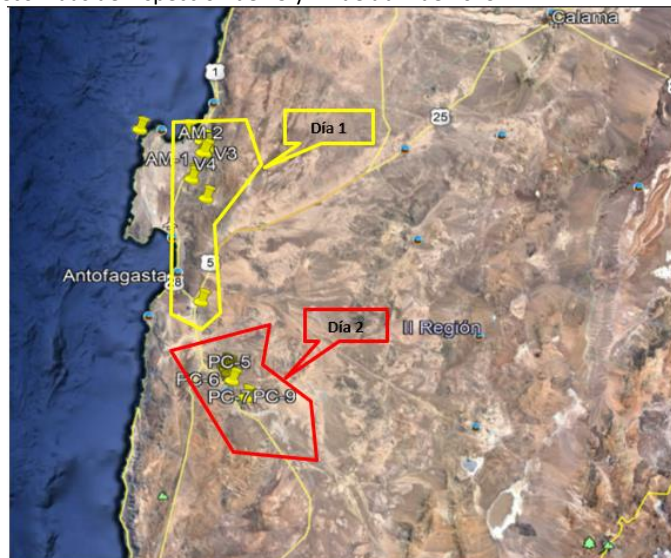 Calama
1
25
Día 1
AM-2
AM-1
V3
V4
Antofagasta
5
28
Día 2
II Región
PC-5
PC-6
PC-7
PC-9